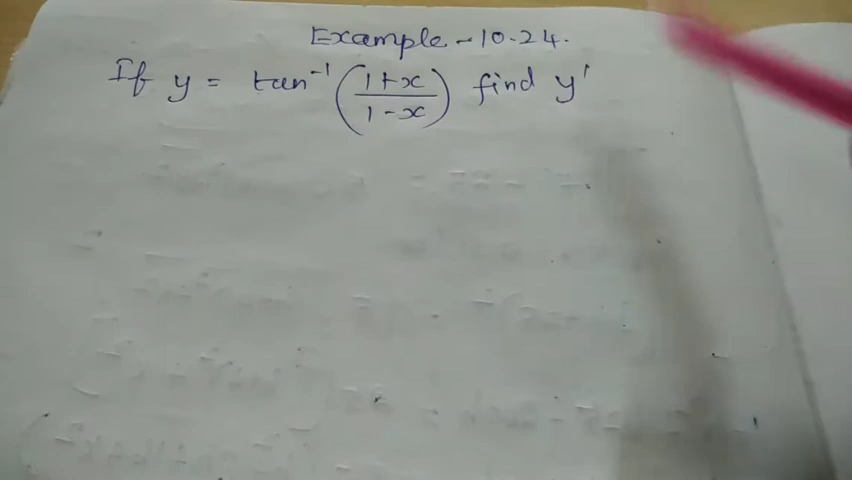 Example - 10.24.
If y = tan⁻¹ (1+x / 1-x) find y'